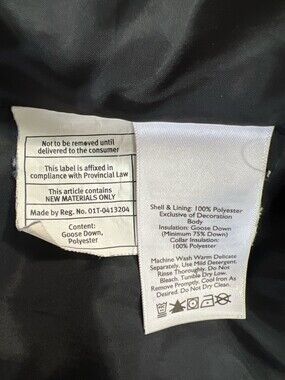 Not to be removed until
delivered to the consumer
This label is affixed in
compliance with Provincial Law
This article contains
NEW MATERIALS ONLY
Made by Reg. No. 01T-0413204
Content:
Goose Down,
Polyester
Shell & Lining: 100% Polyester
Exclusive of Decoration
Body
Insulation: Goose Down
(Minimum 75% Down)
Collar Insulation:
100% Polyester
Machine Wash Warm Delicate
Separately. Use Mild Detergent.
Rinse Thoroughly. Do Not
Bleach. Tumble Dry Low.
Remove Promptly. Cool Iron As
Desired. Do Not Dry Clean.